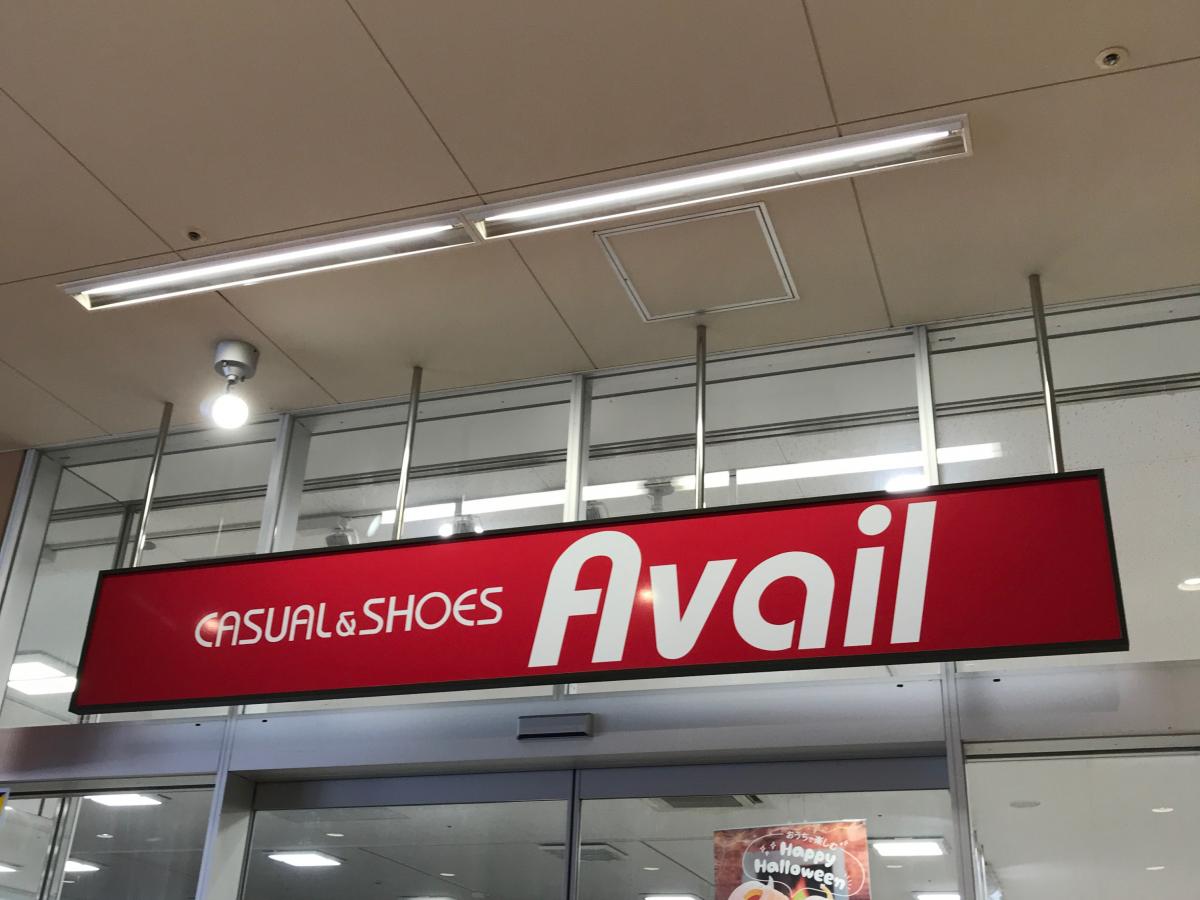 CASUAL&SHOES Avail
おうちで楽しむ
Happy
Halloween